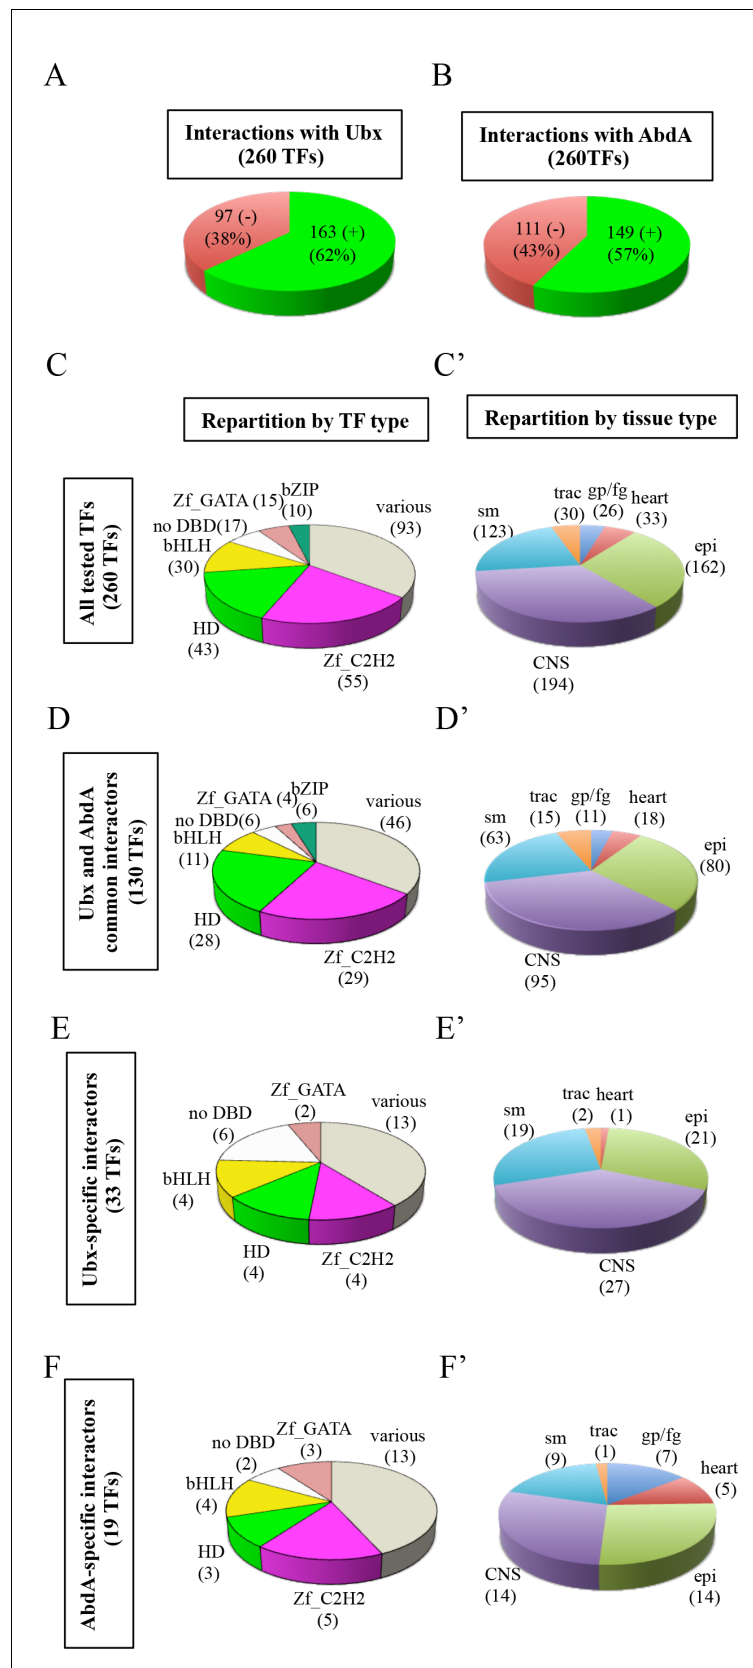 A
B
Interactions with Ubx
(260 TFs)
Interactions with AbdA
(260TFs)
97 (-)
(38%)
163 (+)
(62%)
111 (-)
(43%)
149 (+)
(57%)
C
C’
Repartition by TF type
Repartition by tissue type
All tested TFs
(260 TFs)
Zf_GATA (15)
bZIP
(10)
various
(93)
no DBD(17)
bHLH
(30)
HD
(43)
Zf_C2H2
(55)
sm
(123)
trac
(30)
gp/fg
(26)
heart
(33)
epi
(162)
CNS
(194)
D
D’
Ubx and AbdA
common interactors
(130 TFs)
Zf_GATA (4)
bZIP
(6)
various
(46)
no DBD(6)
bHLH
(11)
HD
(28)
Zf_C2H2
(29)
sm
(63)
trac
(15)
gp/fg
(11)
heart
(18)
epi
(80)
CNS
(95)
E
E’
Ubx-specific interactors
(33 TFs)
no DBD
(6)
Zf_GATA
(2)
various
(13)
bHLH
(4)
HD
(4)
Zf_C2H2
(4)
sm
(19)
trac
(2)
heart
(1)
epi
(21)
CNS
(27)
F
F’
AbdA-specific interactors
(19 TFs)
no DBD
(2)
Zf_GATA
(3)
various
(13)
bHLH
(4)
HD
(3)
Zf_C2H2
(5)
sm
(9)
trac
(1)
gp/fg
(7)
heart
(5)
CNS
(14)
epi
(14)